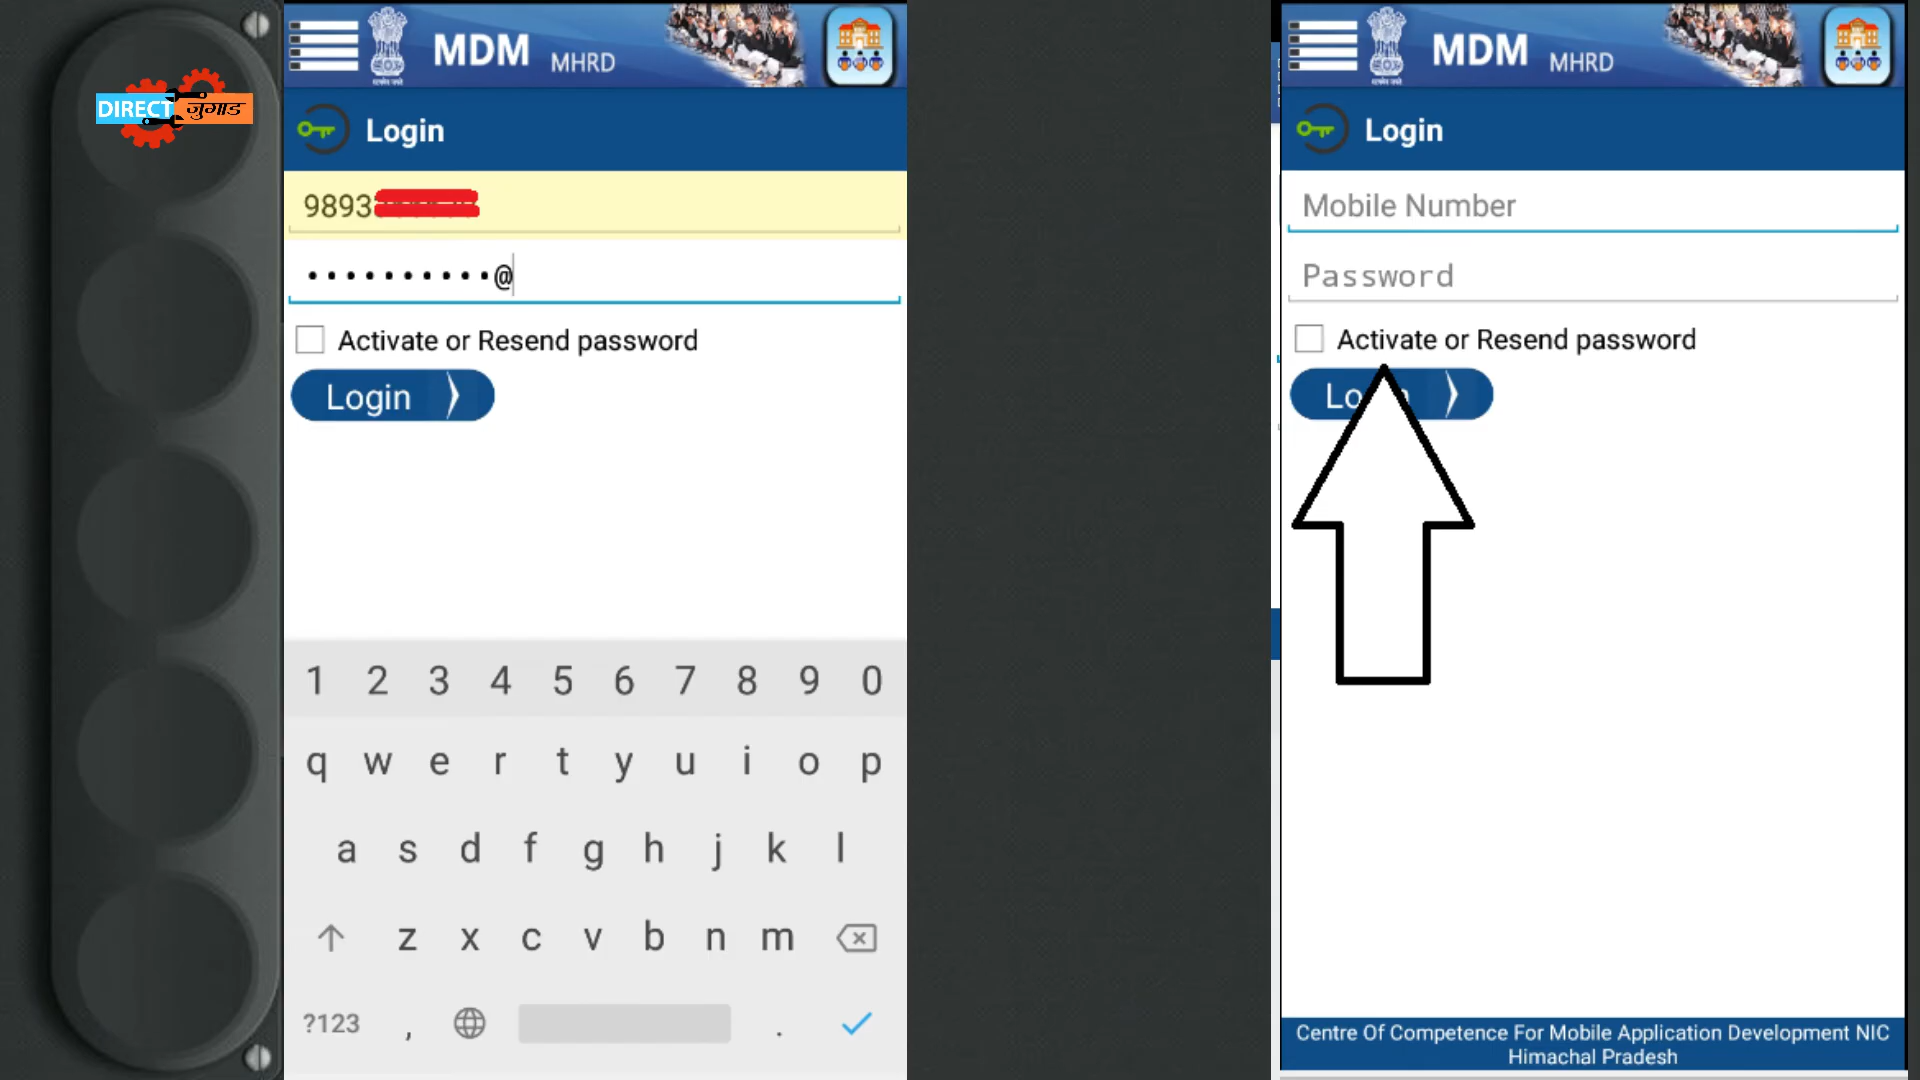 DIRECT जुगाड
MDM MHRD
Login
9893
••••••••••@
Activate or Resend password
Login
1 2 3 4 5 6 7 8 9 0
q w e r t y u i o p
a s d f g h j k l
z x c v b n m
?123 , .
MDM MHRD
Login
Mobile Number
Password
Activate or Resend password
Centre Of Competence For Mobile Application Development NIC
Himachal Pradesh